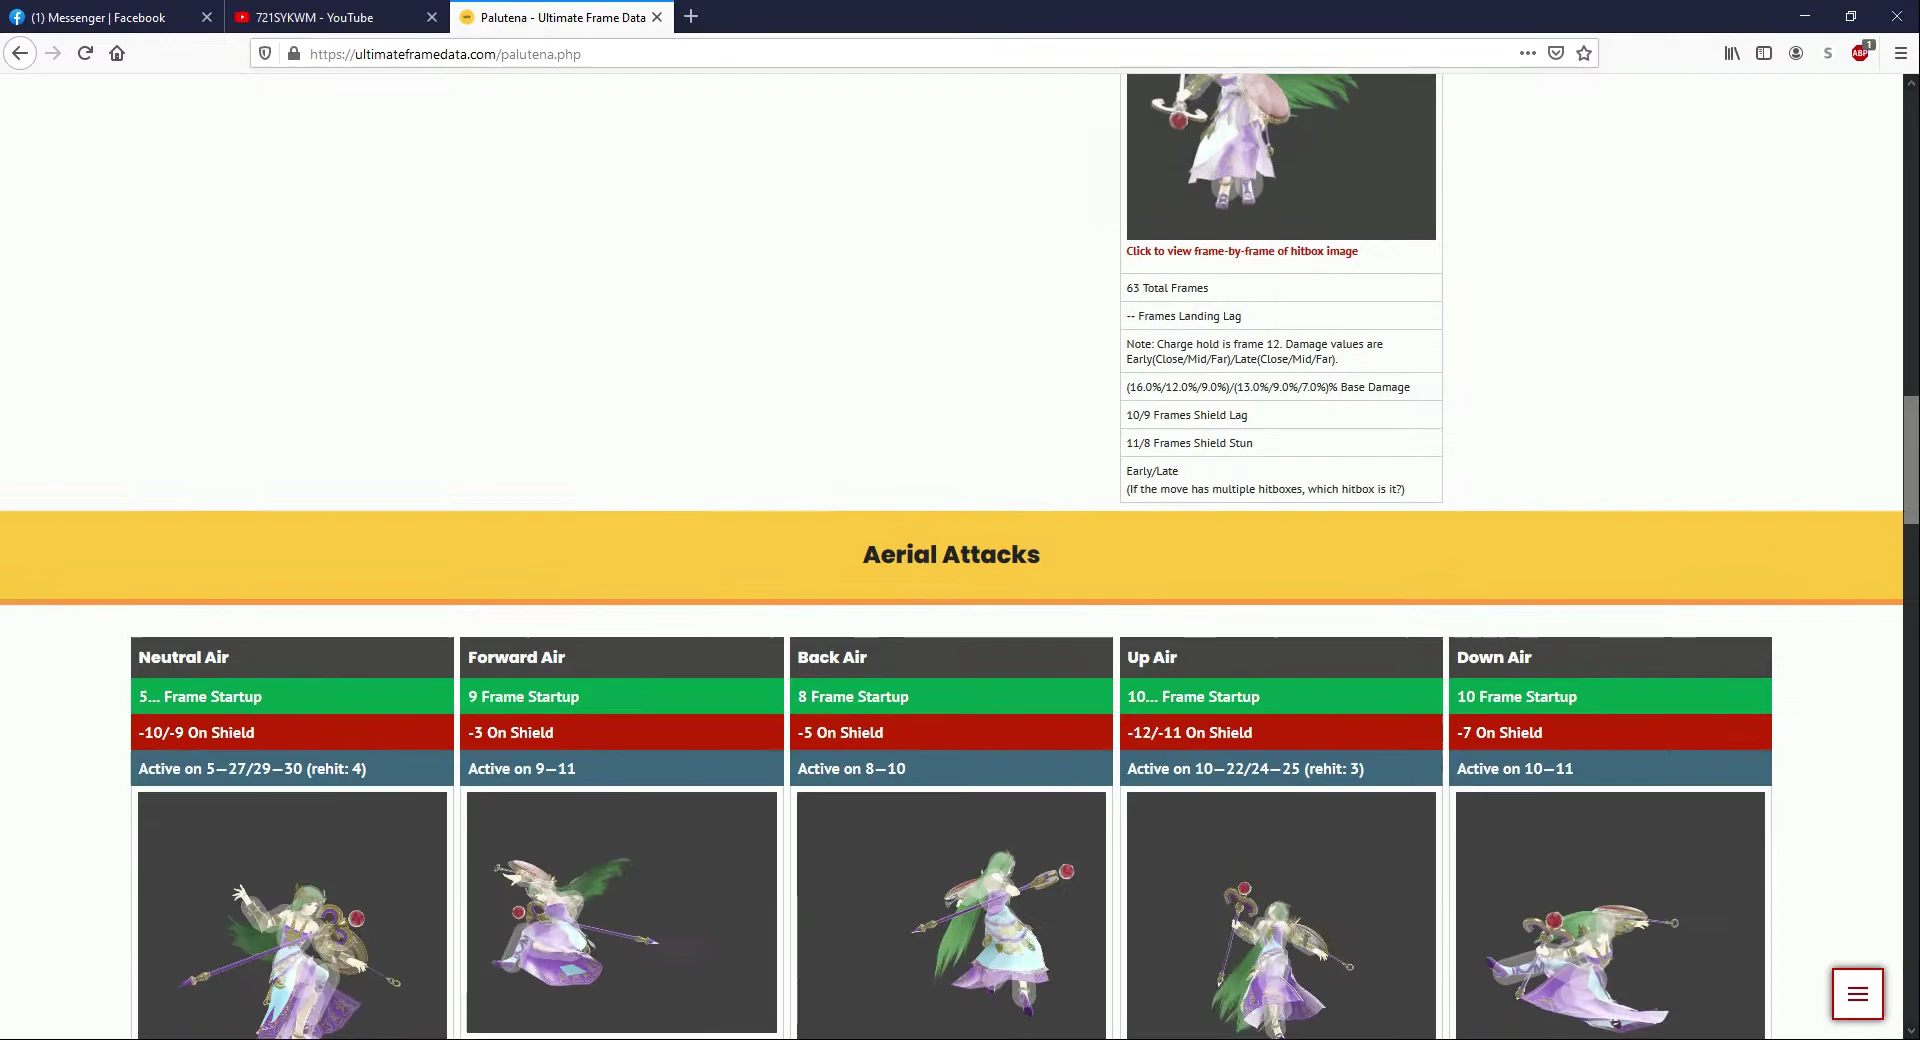 (1) Messenger | Facebook
721SYKWM - YouTube
Palutena - Ultimate Frame Data
https://ultimateframedata.com/palutena.php
S
ABP
1
Click to view frame-by-frame of hitbox image
63 Total Frames
-- Frames Landing Lag
Note: Charge hold is frame 12. Damage values are
Early(Close/Mid/Far)/Late(Close/Mid/Far).
(16.0%/12.0%/9.0%)/(13.0%/9.0%/7.0%)% Base Damage
10/9 Frames Shield Lag
11/8 Frames Shield Stun
Early/Late
(If the move has multiple hitboxes, which hitbox is it?)
Aerial Attacks
Neutral Air
5... Frame Startup
-10/-9 On Shield
Active on 5—27/29—30 (rehit: 4)
Forward Air
9 Frame Startup
-3 On Shield
Active on 9—11
Back Air
8 Frame Startup
-5 On Shield
Active on 8—10
Up Air
10... Frame Startup
-12/-11 On Shield
Active on 10—22/24—25 (rehit: 3)
Down Air
10 Frame Startup
-7 On Shield
Active on 10—11